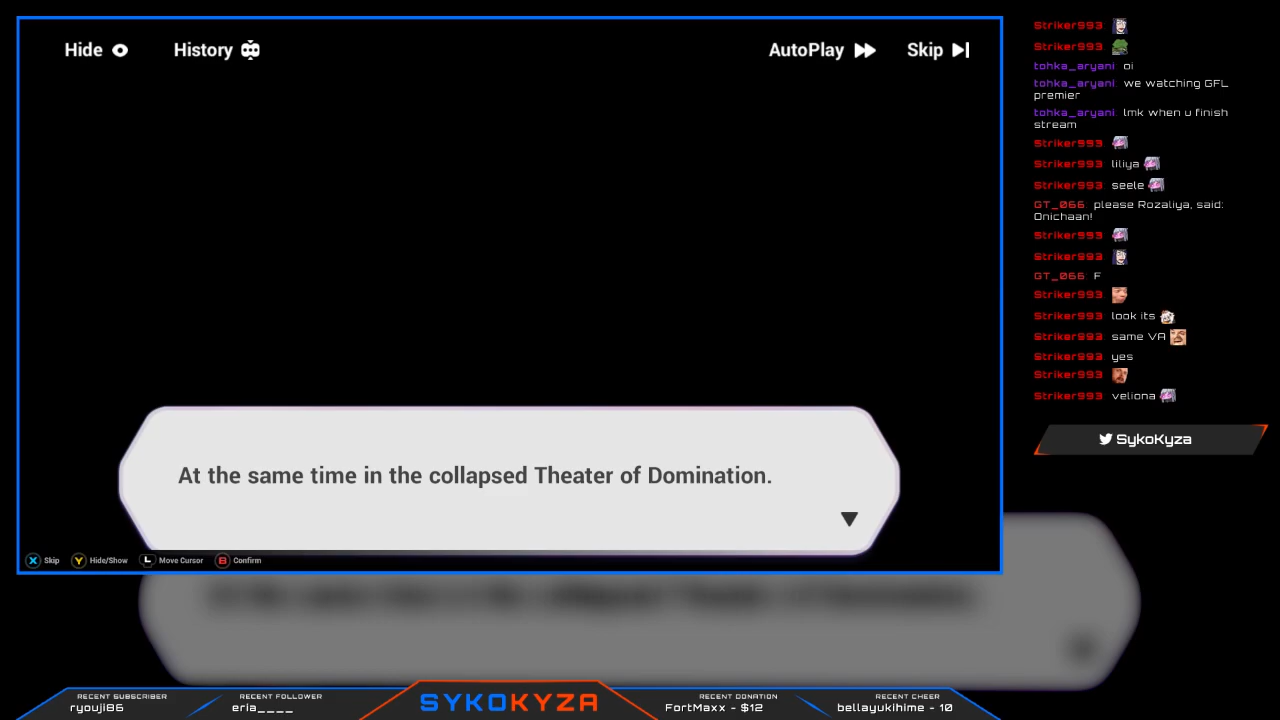 Hide
History
AutoPlay
Skip
At the same time in the collapsed Theater of Domination.
X Skip
Y Hide/Show
L Move Cursor
B Confirm
Striker993
Striker993
tohka_aryani: oi
tohka_aryani: we watching GFL
premier
tohka_aryani: lmk when u finish
stream
Striker993
Striker993 liliya
Striker993 seele
GT_066: please Rozaliya, said:
Onichaan!
Striker993
Striker993
GT_066: F
Striker993
Striker993 look its
Striker993 same VA
Striker993 yes
Striker993
Striker993 veliona
SykoKyza
RECENT SUBSCRIBER
ryouji86
RECENT FOLLOWER
eria____
SYKOKYZA
RECENT DONATION
FortMaxx - $12
RECENT CHEER
bellayukihime - 10